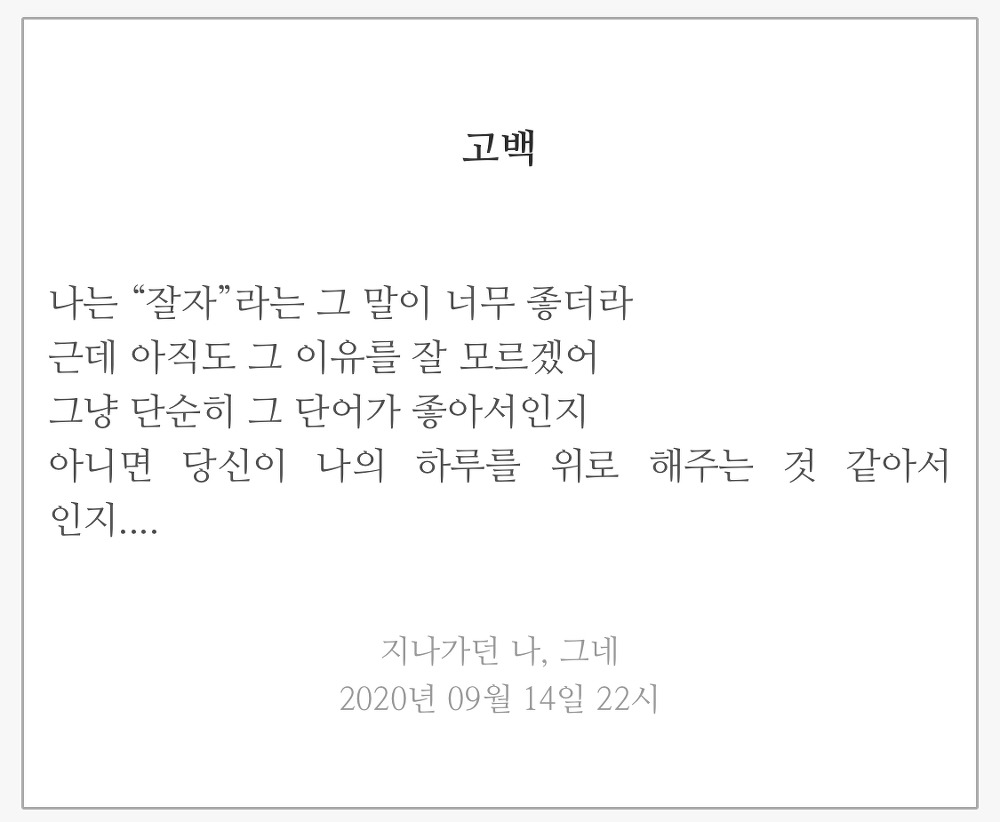 고백
나는 “잘자”라는 그 말이 너무 좋더라
근데 아직도 그 이유를 잘 모르겠어
그냥 단순히 그 단어가 좋아서인지
아니면 당신이 나의 하루를 위로 해주는 것 같아서
인지....
지나가던 나, 그네
2020년 09월 14일 22시